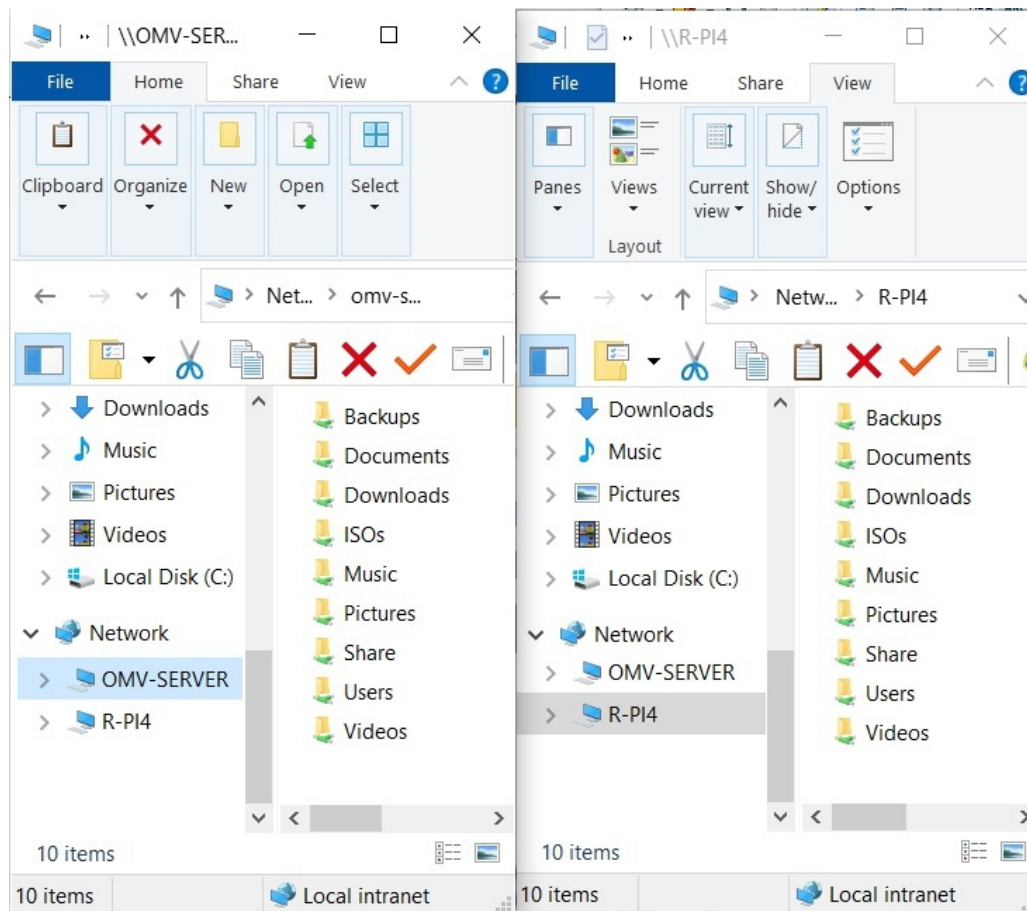 \\OMV-SER...
File Home Share View
Clipboard Organize New Open Select
Net... > omv-s...
Downloads
Music
Pictures
Videos
Local Disk (C:)
Network
OMV-SERVER
R-PI4
Backups
Documents
Downloads
ISOs
Music
Pictures
Share
Users
Videos
10 items
10 items Local intranet
\\R-PI4
File Home Share View
Panes Views Current view Show/ hide Options
Layout
Netw... > R-PI4
Downloads
Music
Pictures
Videos
Local Disk (C:)
Network
OMV-SERVER
R-PI4
Backups
Documents
Downloads
ISOs
Music
Pictures
Share
Users
Videos
10 items
10 items Local intranet